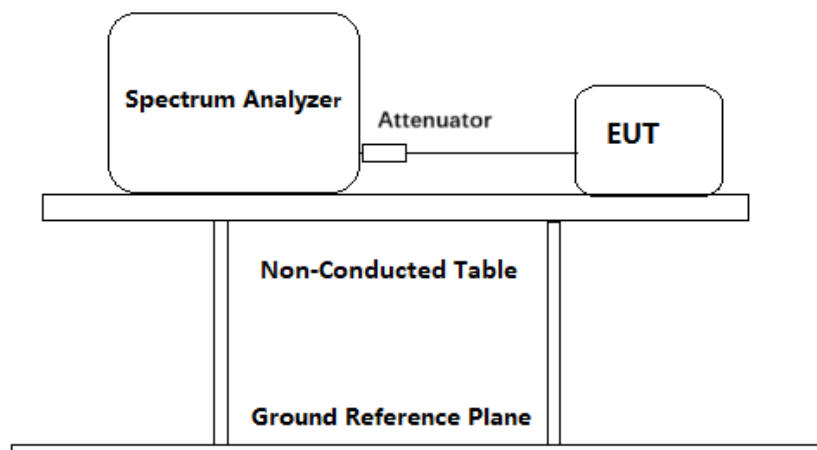 Spectrum Analyzer
Attenuator
EUT
Non-Conducted Table
Ground Reference Plane